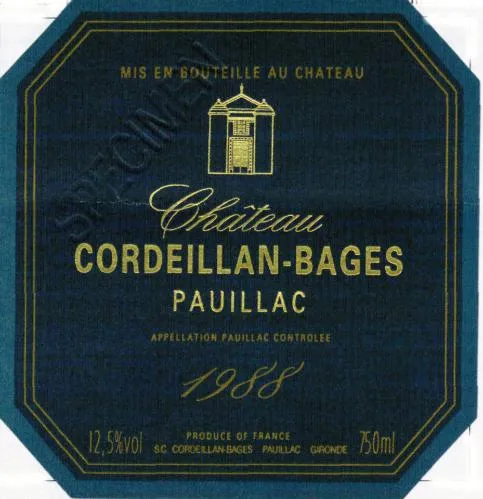 MIS EN BOUTEILLE AU CHATEAU
SPECIMEN
Château
CORDEILLAN-BAGES
PAUILLAC
APPELLATION PAUILLAC CONTROLEE
1988
12,5%vol
PRODUCE OF FRANCE
S.C. CORDEILLAN-BAGES PAUILLAC GIRONDE
750ml